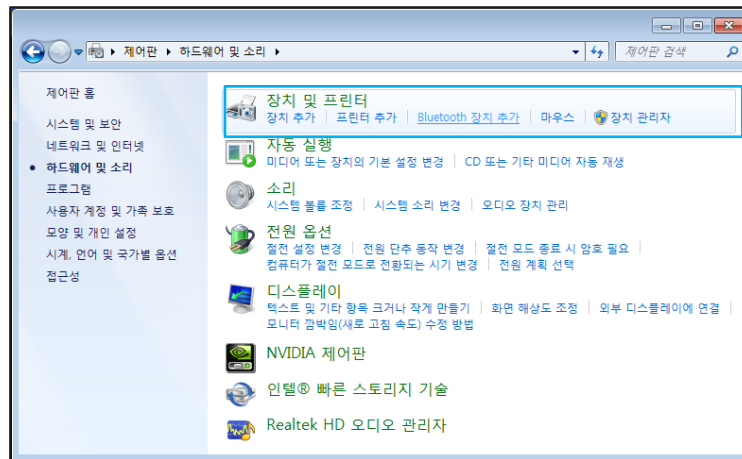 제어판 ▸ 하드웨어 및 소리 ▸
제어판 검색
제어판 홈
시스템 및 보안
네트워크 및 인터넷
하드웨어 및 소리
프로그램
사용자 계정 및 가족 보호
모양 및 개인 설정
시계, 언어 및 국가별 옵션
접근성
장치 및 프린터
장치 추가 | 프린터 추가 | Bluetooth 장치 추가 | 마우스 | 장치 관리자
자동 실행
미디어 또는 장치의 기본 설정 변경 | CD 또는 기타 미디어 자동 재생
소리
시스템 볼륨 조정 | 시스템 소리 변경 | 오디오 장치 관리
전원 옵션
절전 설정 변경 | 전원 단추 동작 변경 | 절전 모드 종료 시 암호 필요 |
컴퓨터가 절전 모드로 전환되는 시기 변경 | 전원 계획 선택
디스플레이
텍스트 및 기타 항목 크거나 작게 만들기 | 화면 해상도 조정 | 외부 디스플레이에 연결 |
모니터 깜박임(새로 고침 속도) 수정 방법
NVIDIA 제어판
인텔® 빠른 스토리지 기술
Realtek HD 오디오 관리자